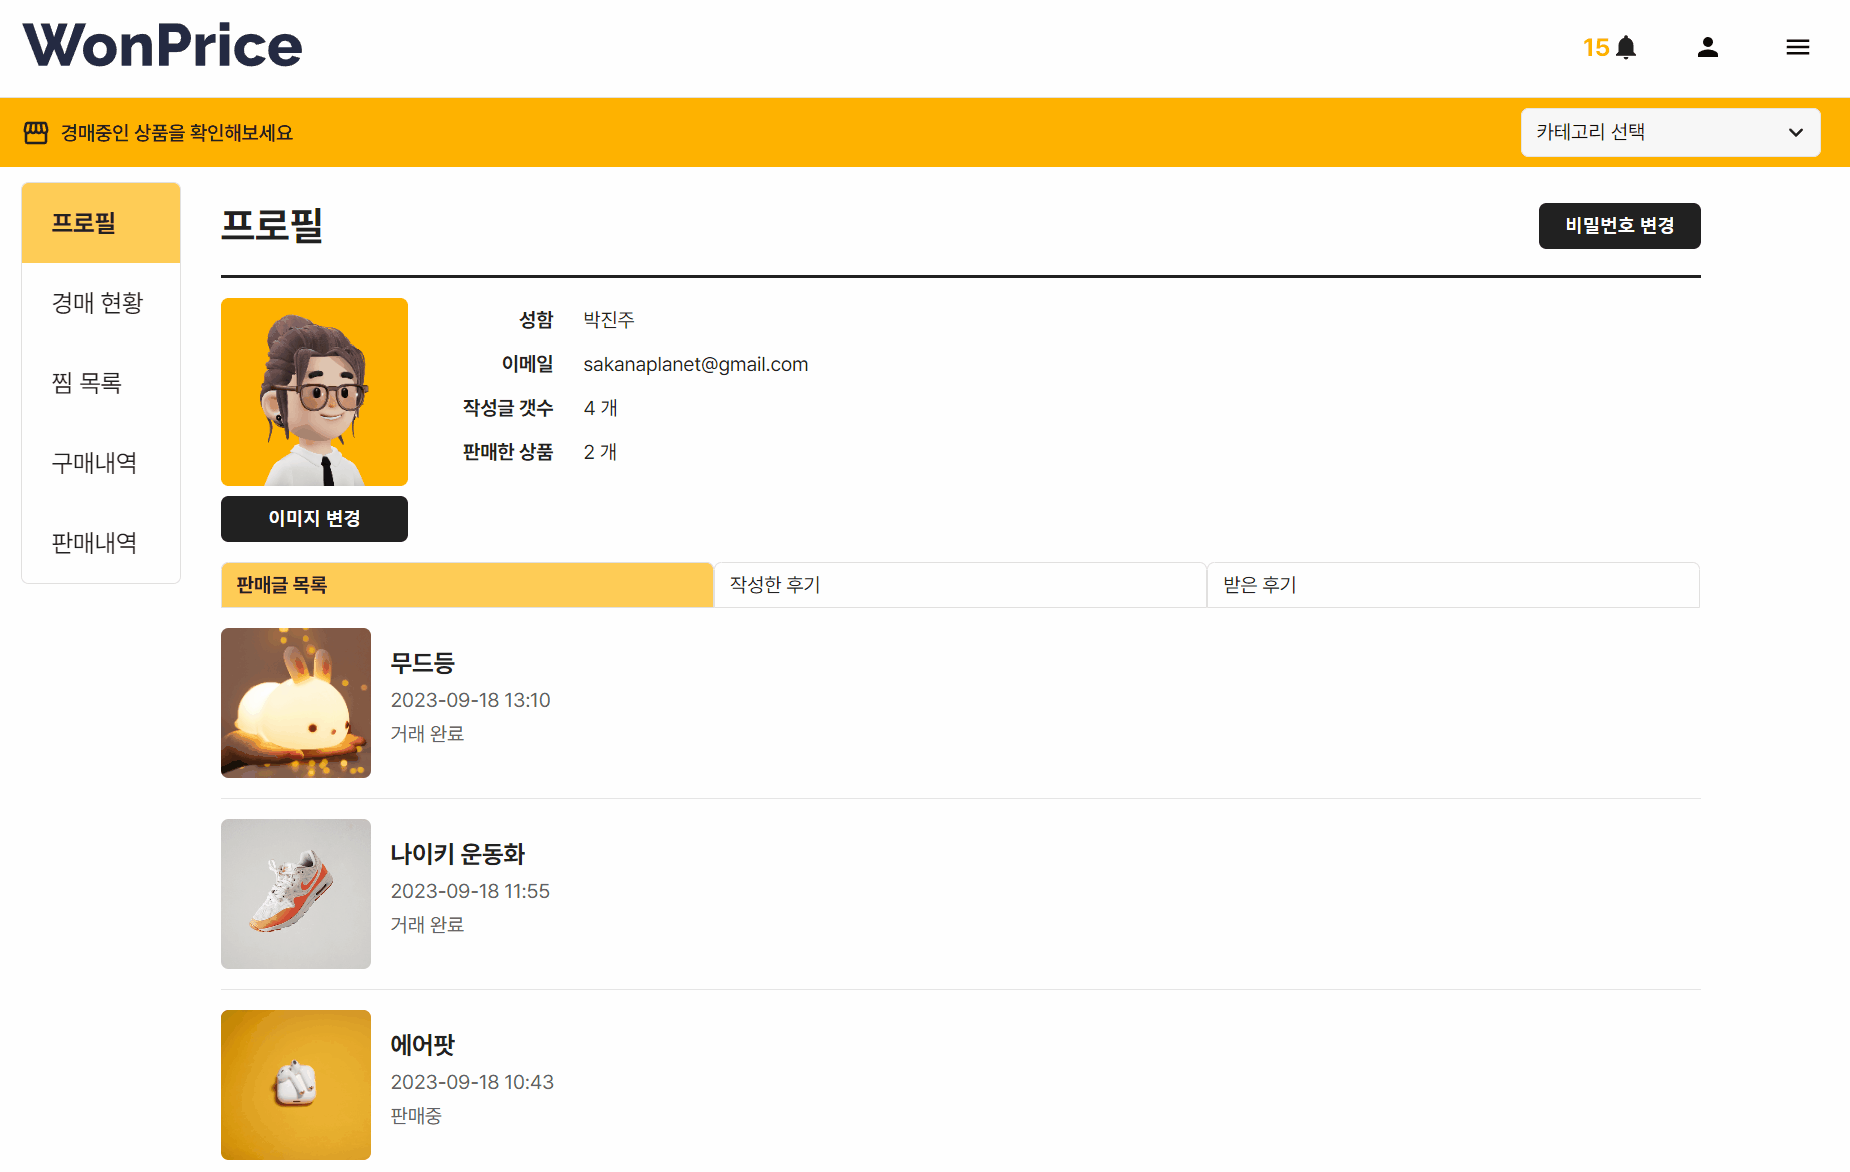 WonPrice
15
경매중인 상품을 확인해보세요
카테고리 선택
프로필
경매 현황
찜 목록
구매내역
판매내역
프로필
비밀번호 변경
성함 박진주
이메일 sakanaplanet@gmail.com
작성글 갯수 4 개
판매한 상품 2 개
이미지 변경
판매글 목록
작성한 후기
받은 후기
무드등
2023-09-18 13:10
거래 완료
나이키 운동화
2023-09-18 11:55
거래 완료
에어팟
2023-09-18 10:43
판매중